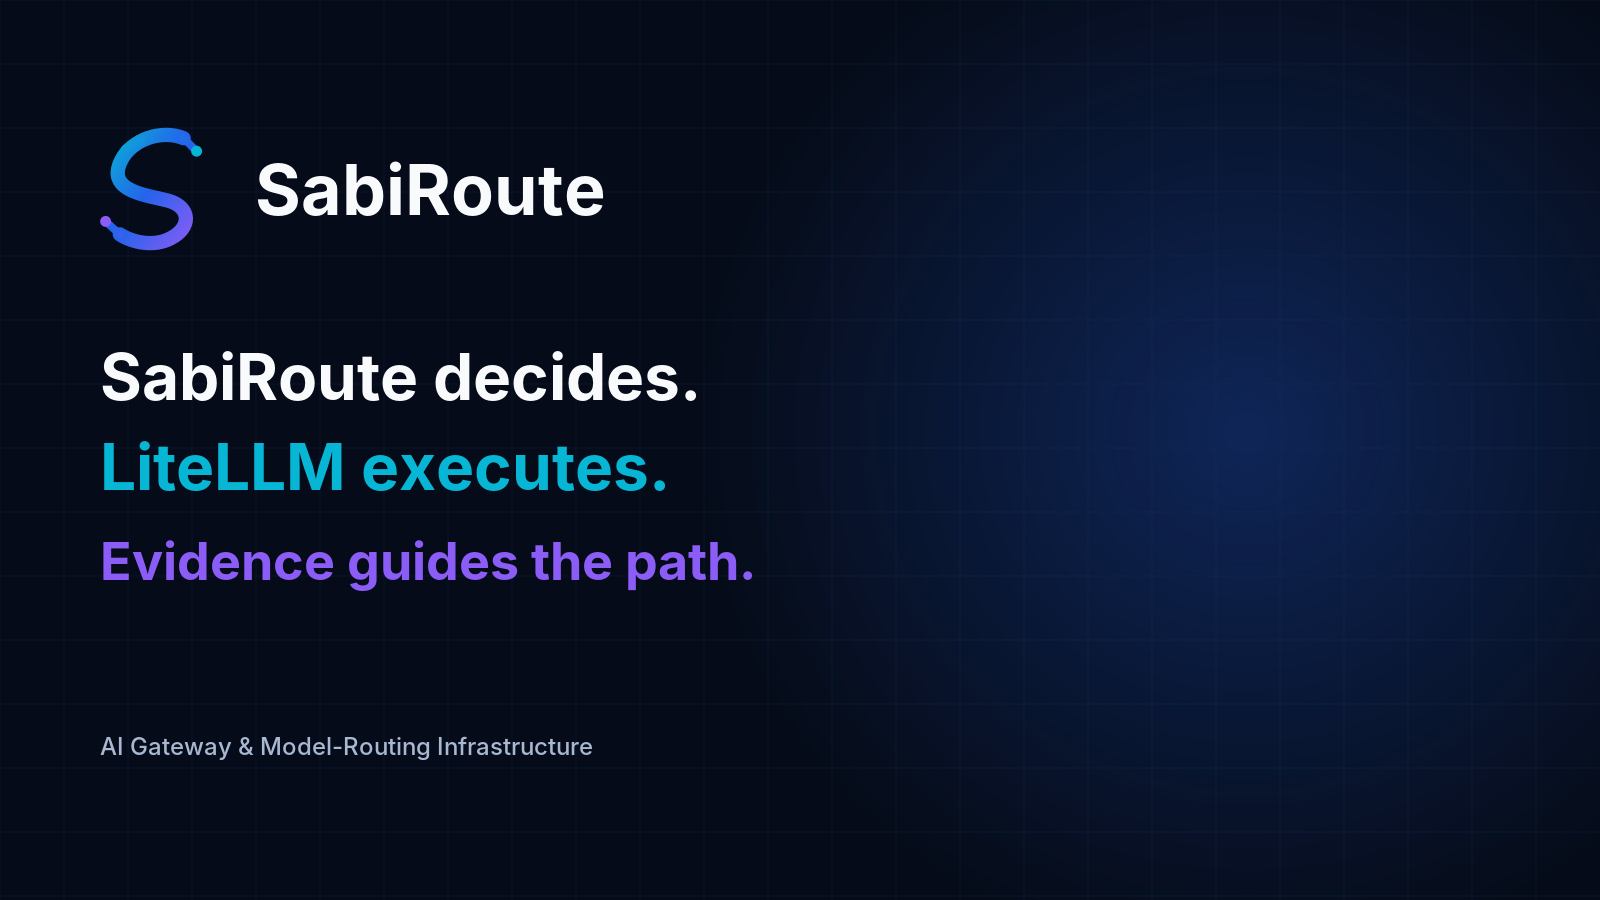 SabiRoute
SabiRoute decides.
LiteLLM executes.
Evidence guides the path.
AI Gateway & Model-Routing Infrastructure